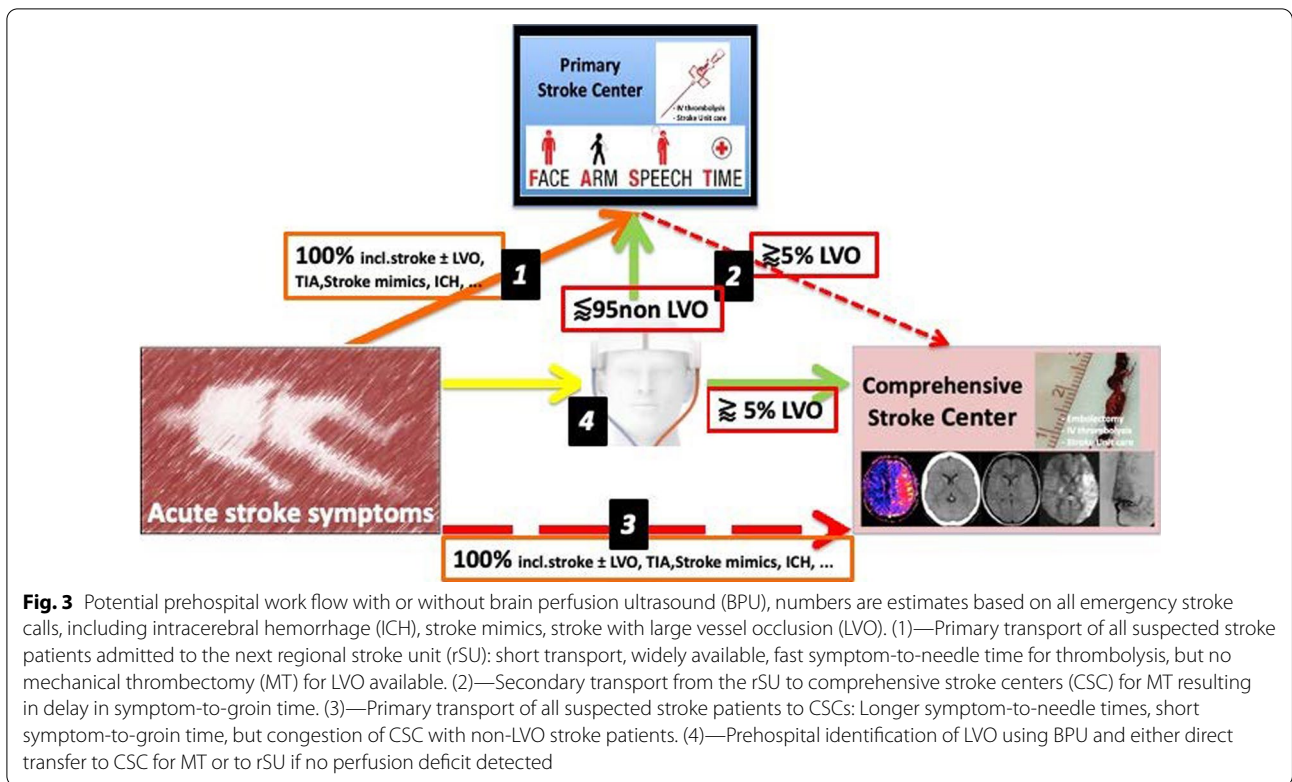 Primary
Stroke Center
- IV thrombolysis
- Stroke Unit care
FACE ARM SPEECH TIME
100% incl.stroke ± LVO,
TIA,Stroke mimics, ICH, ...
1
2
⪌5% LVO
⪅95non LVO
Acute stroke symptoms
4
⪆ 5% LVO
Comprehensive
Stroke Center
- Embolectomy
- IV thrombolysis
- Stroke Unit care
3
100% incl.stroke ± LVO, TIA,Stroke mimics, ICH, ...
Fig. 3 Potential prehospital work flow with or without brain perfusion ultrasound (BPU), numbers are estimates based on all emergency stroke
calls, including intracerebral hemorrhage (ICH), stroke mimics, stroke with large vessel occlusion (LVO). (1)—Primary transport of all suspected stroke
patients admitted to the next regional stroke unit (rSU): short transport, widely available, fast symptom-to-needle time for thrombolysis, but no
mechanical thrombectomy (MT) for LVO available. (2)—Secondary transport from the rSU to comprehensive stroke centers (CSC) for MT resulting
in delay in symptom-to-groin time. (3)—Primary transport of all suspected stroke patients to CSCs: Longer symptom-to-needle times, short
symptom-to-groin time, but congestion of CSC with non-LVO stroke patients. (4)—Prehospital identification of LVO using BPU and either direct
transfer to CSC for MT or to rSU if no perfusion deficit detected